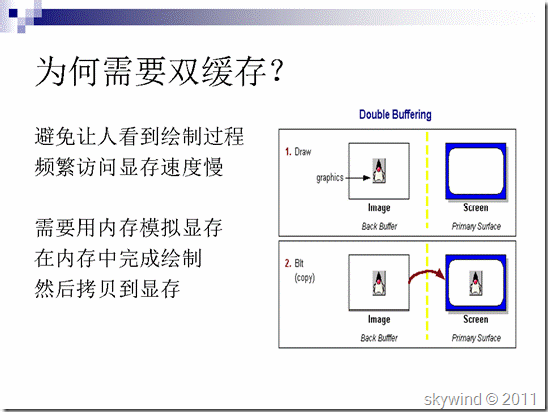 为何需要双缓存？
避免让人看到绘制过程
频繁访问显存速度慢
需要用内存模拟显存
在内存中完成绘制
然后拷贝到显存
Double Buffering
1. Draw
graphics
Image
Screen
Back Buffer
Primary Surface
2. Blt
(copy)
Image
Screen
Back Buffer
Primary Surface
skywind © 2011